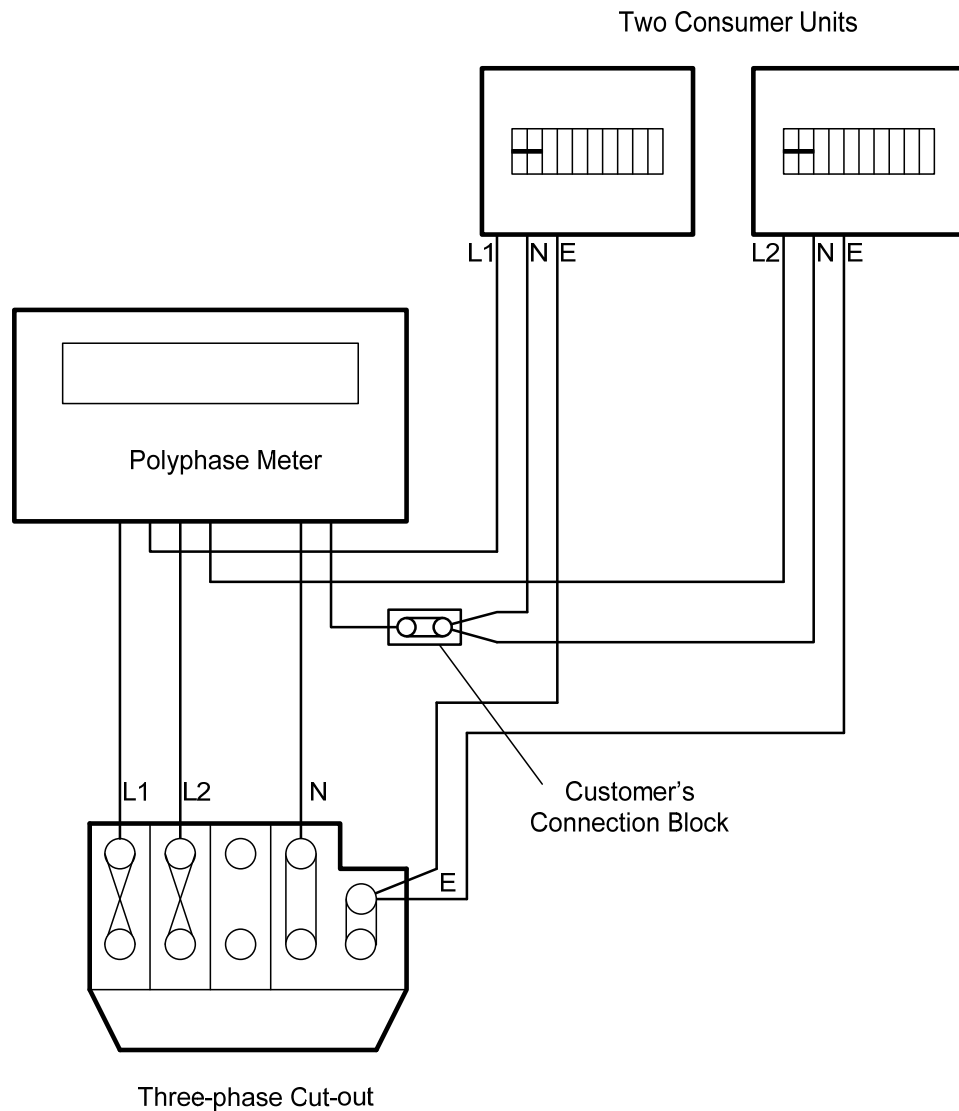 Two Consumer Units
L1 N E
L2 N E
Polyphase Meter
L1 L2 N
Customer's
Connection Block
E
Three-phase Cut-out